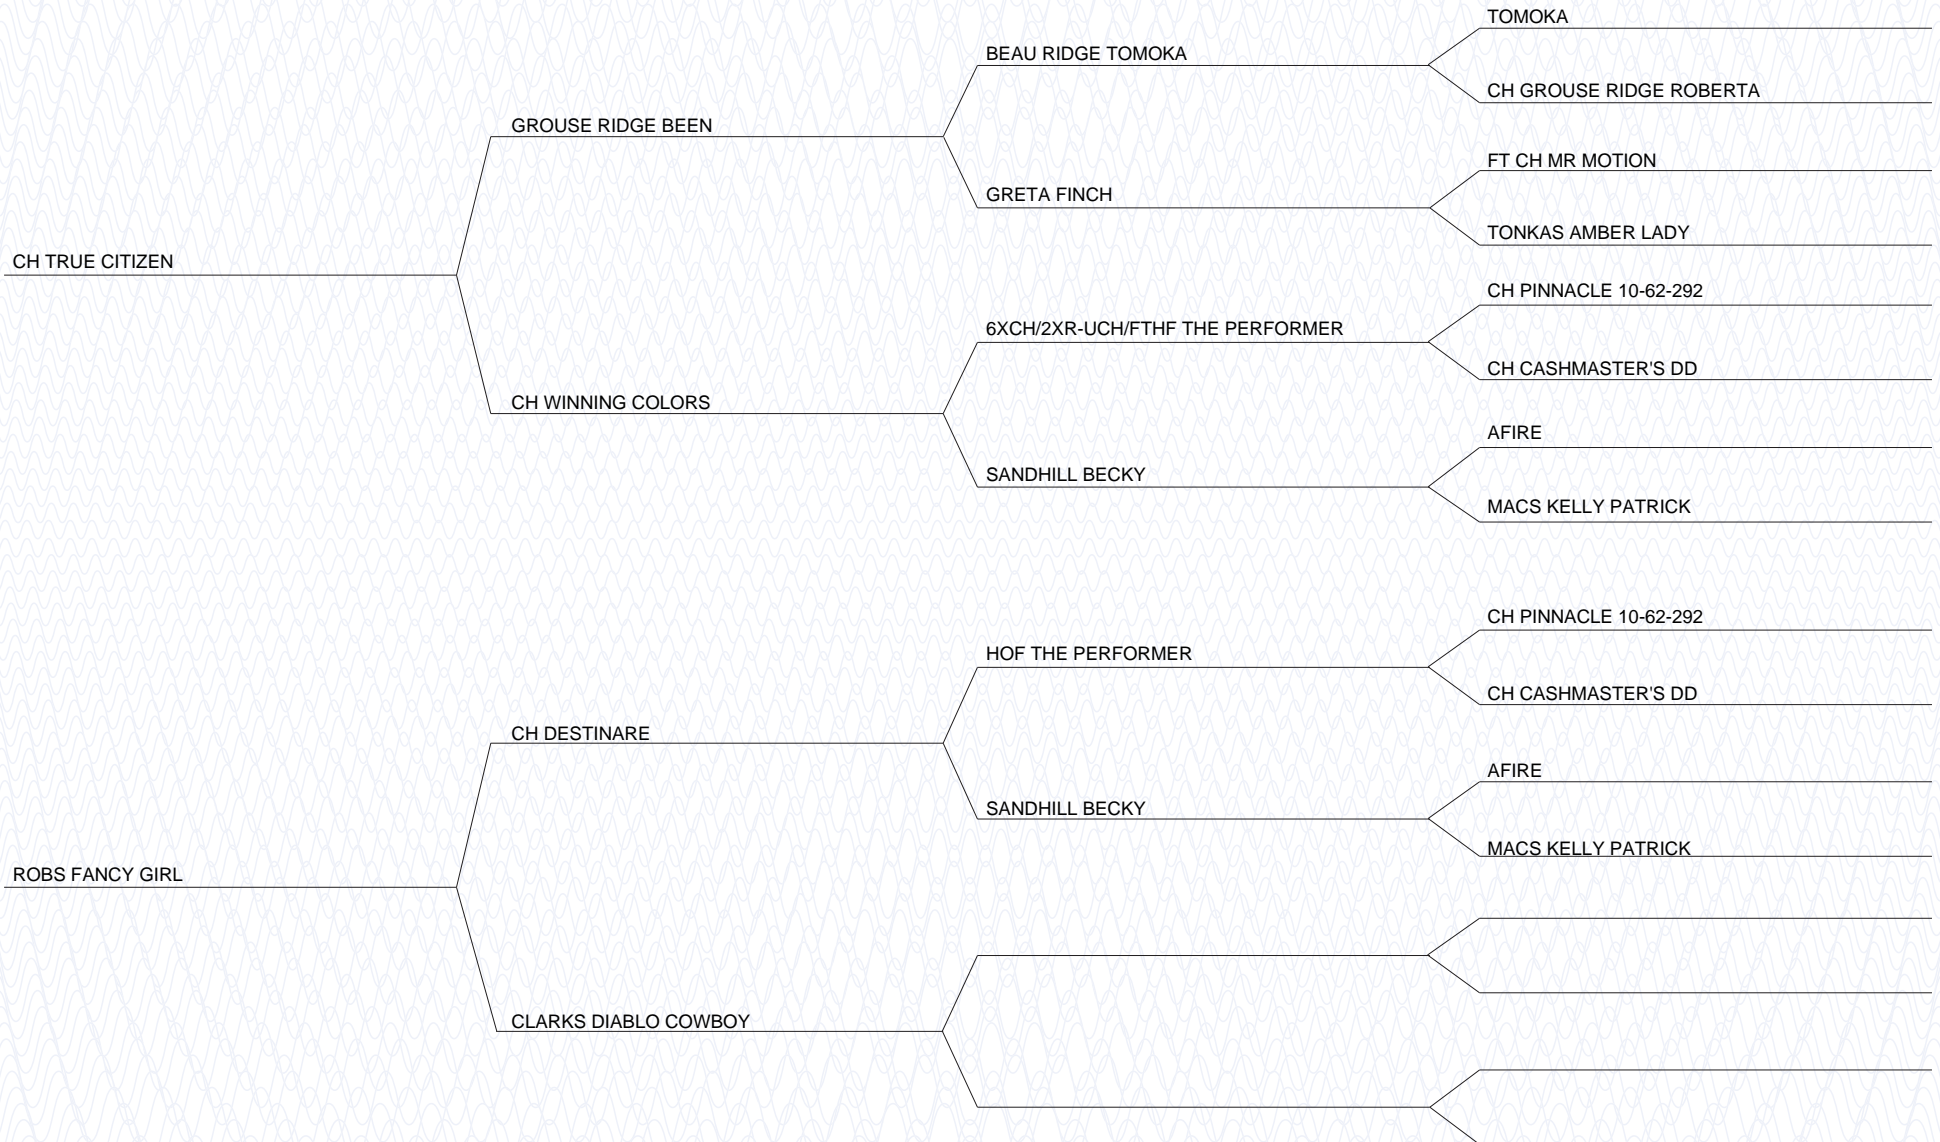 TOMOKA
BEAU RIDGE TOMOKA
CH GROUSE RIDGE ROBERTA
GROUSE RIDGE BEEN
FT CH MR MOTION
GRETA FINCH
TONKAS AMBER LADY
CH TRUE CITIZEN
CH PINNACLE 10-62-292
6XCH/2XR-UCH/FTHF THE PERFORMER
CH CASHMASTER'S DD
CH WINNING COLORS
AFIRE
SANDHILL BECKY
MACS KELLY PATRICK
CH PINNACLE 10-62-292
HOF THE PERFORMER
CH CASHMASTER'S DD
CH DESTINARE
AFIRE
SANDHILL BECKY
MACS KELLY PATRICK
ROBS FANCY GIRL
CLARKS DIABLO COWBOY